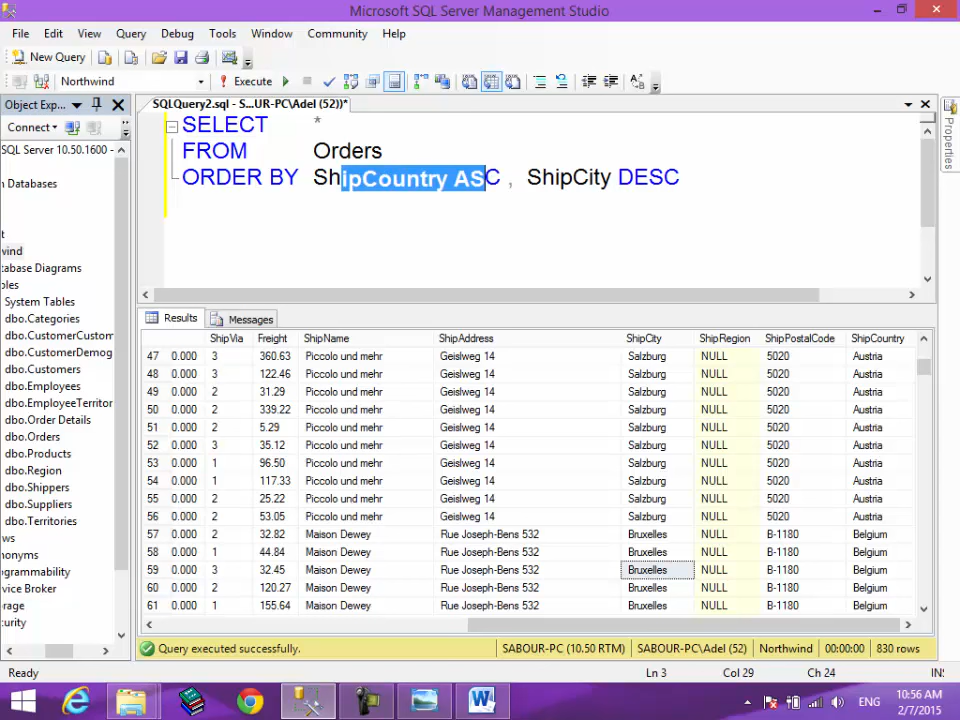 Microsoft SQL Server Management Studio
File Edit View Query Debug Tools Window Community Help
New Query
Northwind Execute
Object Exp... SQLQuery2.sql - S...UR-PC\Adel (52))*
Connect
SQL Server 10.50.1600 -
n Databases
t
wind
tabase Diagrams
les
System Tables
dbo.Categories
dbo.CustomerCustom
dbo.CustomerDemog
dbo.Customers
dbo.Employees
dbo.EmployeeTerritor
dbo.Order Details
dbo.Orders
dbo.Products
dbo.Region
dbo.Shippers
dbo.Suppliers
dbo.Territories
ws
nonyms
ogrammability
vice Broker
rage
curity
SELECT *
FROM Orders
ORDER BY ShipCountry ASC , ShipCity DESC
Properties
Results Messages
ShipVia Freight ShipName ShipAddress ShipCity ShipRegion ShipPostalCode ShipCountry
47 0.000 3 360.63 Piccolo und mehr Geislweg 14 Salzburg NULL 5020 Austria
48 0.000 3 122.46 Piccolo und mehr Geislweg 14 Salzburg NULL 5020 Austria
49 0.000 2 31.29 Piccolo und mehr Geislweg 14 Salzburg NULL 5020 Austria
50 0.000 2 339.22 Piccolo und mehr Geislweg 14 Salzburg NULL 5020 Austria
51 0.000 2 5.29 Piccolo und mehr Geislweg 14 Salzburg NULL 5020 Austria
52 0.000 3 35.12 Piccolo und mehr Geislweg 14 Salzburg NULL 5020 Austria
53 0.000 1 96.50 Piccolo und mehr Geislweg 14 Salzburg NULL 5020 Austria
54 0.000 1 117.33 Piccolo und mehr Geislweg 14 Salzburg NULL 5020 Austria
55 0.000 2 25.22 Piccolo und mehr Geislweg 14 Salzburg NULL 5020 Austria
56 0.000 2 53.05 Piccolo und mehr Geislweg 14 Salzburg NULL 5020 Austria
57 0.000 2 32.82 Maison Dewey Rue Joseph-Bens 532 Bruxelles NULL B-1180 Belgium
58 0.000 1 44.84 Maison Dewey Rue Joseph-Bens 532 Bruxelles NULL B-1180 Belgium
59 0.000 3 32.45 Maison Dewey Rue Joseph-Bens 532 Bruxelles NULL B-1180 Belgium
60 0.000 2 120.27 Maison Dewey Rue Joseph-Bens 532 Bruxelles NULL B-1180 Belgium
61 0.000 1 155.64 Maison Dewey Rue Joseph-Bens 532 Bruxelles NULL B-1180 Belgium
Query executed successfully. SABOUR-PC (10.50 RTM) SABOUR-PC\Adel (52) Northwind 00:00:00 830 rows
Ready Ln 3 Col 29 Ch 24 IN:
ENG 10:56 AM
2/7/2015